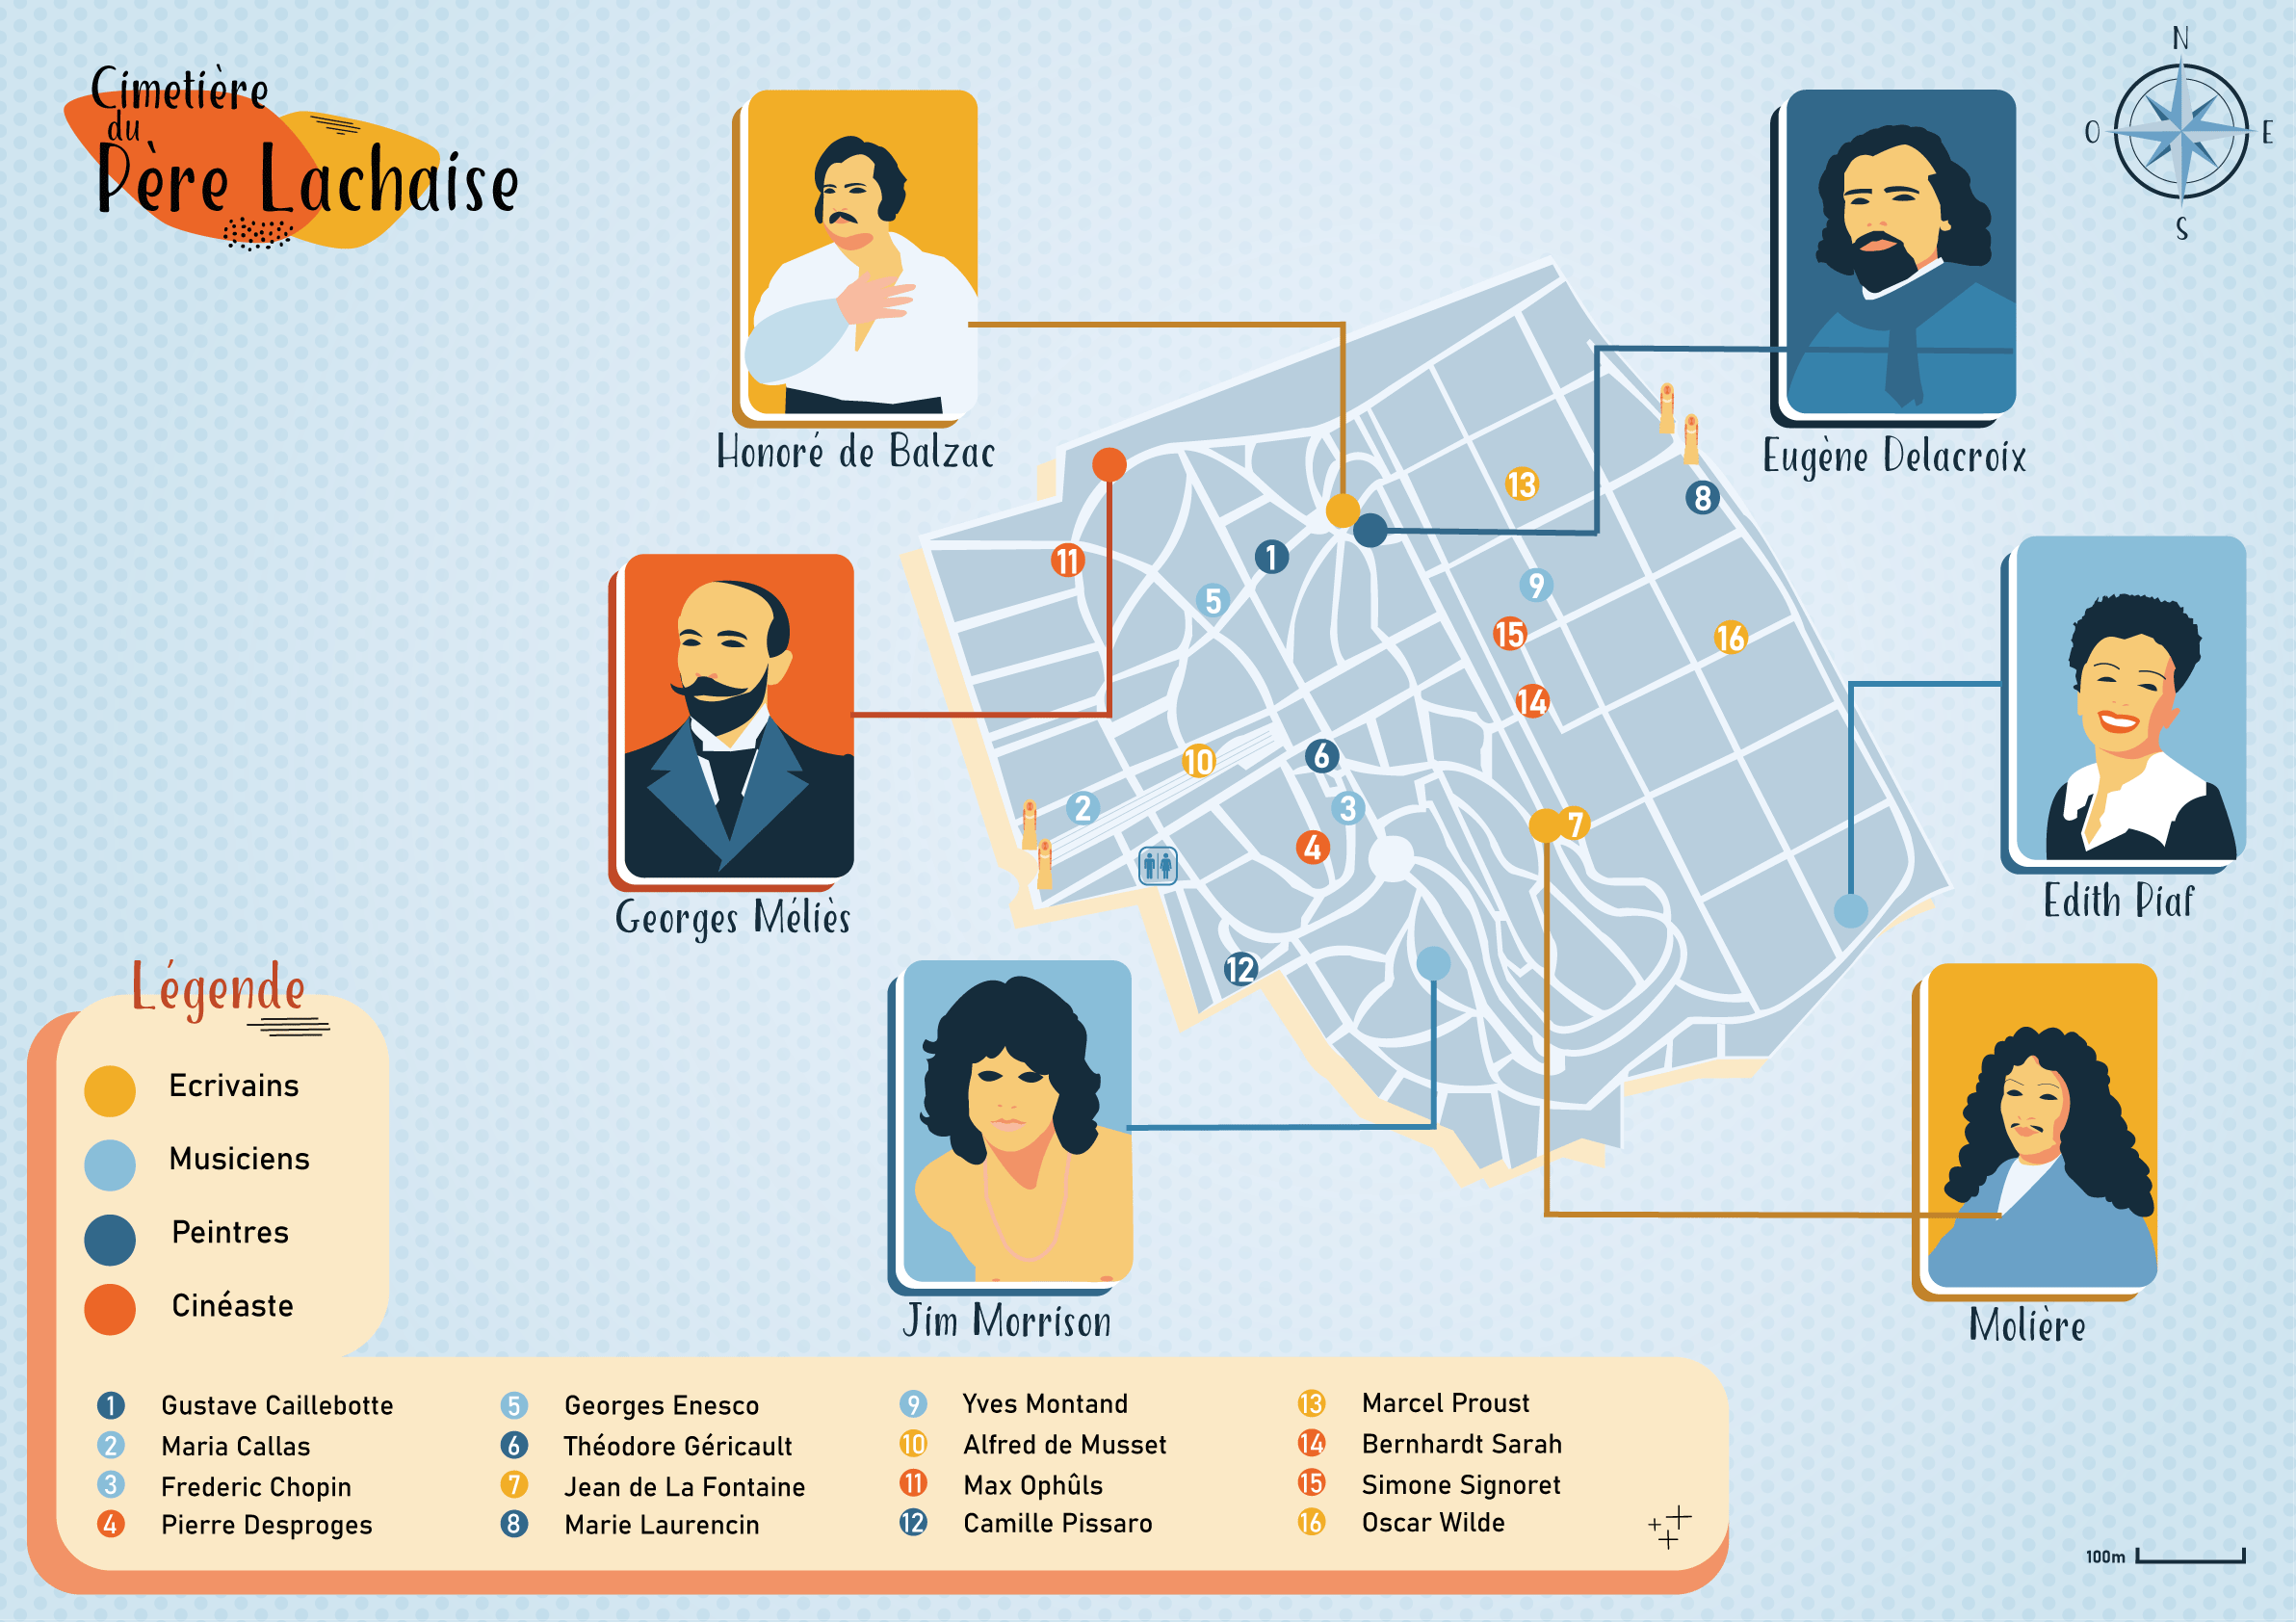 Cimetière
du
Père Lachaise
N
O
E
S
Honoré de Balzac
Eugène Delacroix
13
8
1
11
5
9
15
16
14
6
10
2
3
7
4
12
Georges Méliès
Edith Piaf
Jim Morrison
Molière
Légende
Ecrivains
Musiciens
Peintres
Cinéaste
1 Gustave Caillebotte
2 Maria Callas
3 Frederic Chopin
4 Pierre Desproges
5 Georges Enesco
6 Théodore Géricault
7 Jean de La Fontaine
8 Marie Laurencin
9 Yves Montand
10 Alfred de Musset
11 Max Ophûls
12 Camille Pissaro
13 Marcel Proust
14 Bernhardt Sarah
15 Simone Signoret
16 Oscar Wilde
100m